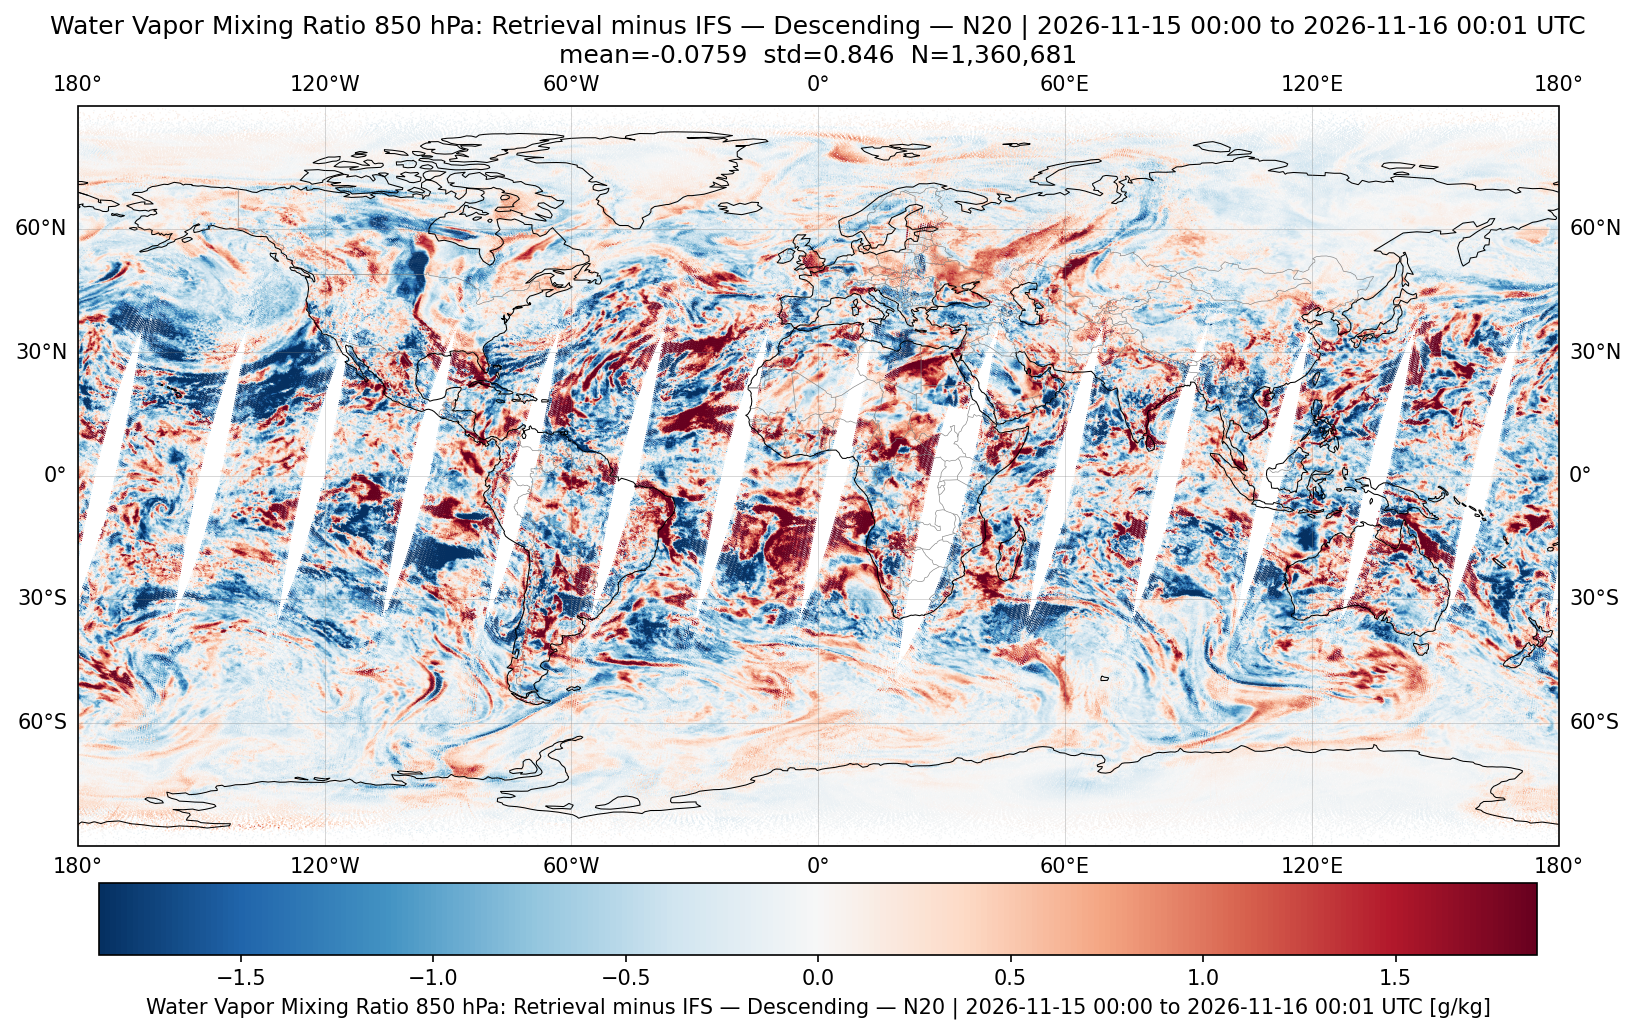 Water Vapor Mixing Ratio 850 hPa: Retrieval minus IFS — Descending — N20 | 2026-11-15 00:00 to 2026-11-16 00:01 UTC
mean=-0.0759  std=0.846  N=1,360,681
180° 120°W 60°W 0° 60°E 120°E 180°
60°N 60°N
30°N 30°N
0° 0°
30°S 30°S
60°S 60°S
180° 120°W 60°W 0° 60°E 120°E 180°
−1.5 −1.0 −0.5 0.0 0.5 1.0 1.5
Water Vapor Mixing Ratio 850 hPa: Retrieval minus IFS — Descending — N20 | 2026-11-15 00:00 to 2026-11-16 00:01 UTC [g/kg]